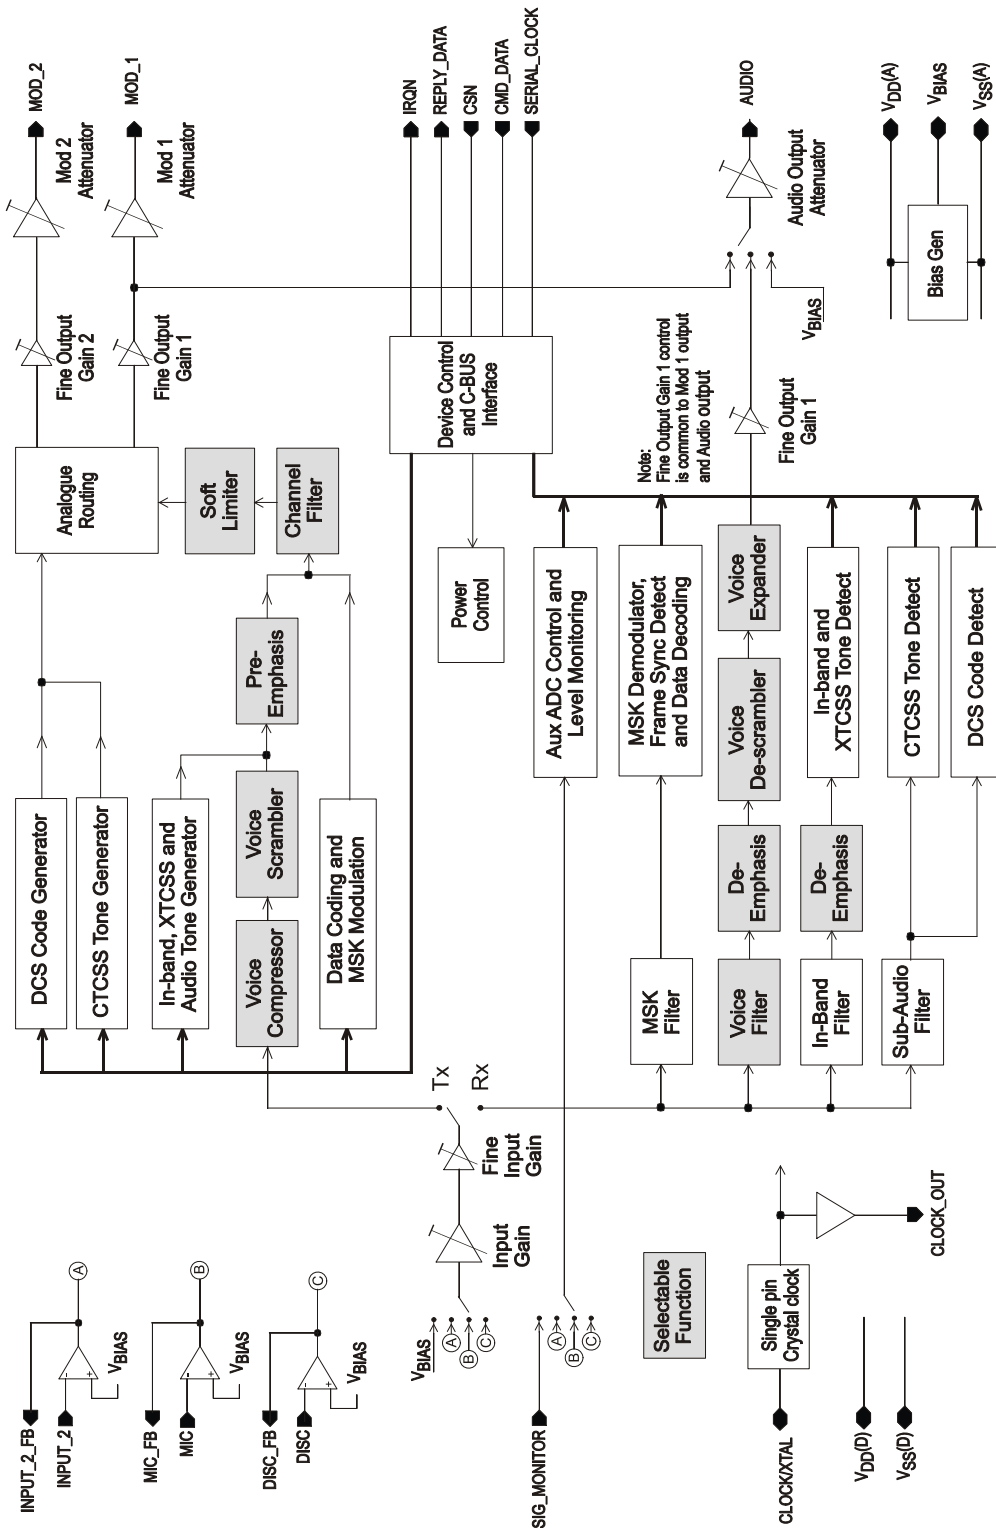 INPUT_2_FB
INPUT_2
-
+
VBIAS
A
MIC_FB
MIC
-
+
VBIAS
B
DISC_FB
DISC
-
+
VBIAS
C
VBIAS
A
B
C
Input
Gain
Fine
Input
Gain
Tx
Rx
SIG_MONITOR
A
B
C
DCS Code Generator
CTCSS Tone Generator
In-band, XTCSS and
Audio Tone Generator
Voice
Compressor
Voice
Scrambler
Pre-
Emphasis
Data Coding and
MSK Modulation
Channel
Filter
Soft
Limiter
Analogue
Routing
Fine Output
Gain 2
Fine Output
Gain 1
Mod 2
Attenuator
Mod 1
Attenuator
MOD_2
MOD_1
Power
Control
Device Control
and C-BUS
Interface
IRQN
REPLY_DATA
CSN
CMD_DATA
SERIAL_CLOCK
Aux ADC Control and
Level Monitoring
MSK
Filter
MSK Demodulator,
Frame Sync Detect
and Data Decoding
Note:
Fine Output Gain 1 control
is common to Mod 1 output
and Audio output
Voice
Filter
De-
Emphasis
Voice
De-scrambler
Voice
Expander
Fine Output
Gain 1
VBIAS
Audio Output
Attenuator
AUDIO
In-Band
Filter
De-
Emphasis
In-band and
XTCSS Tone Detect
Sub-Audio
Filter
CTCSS Tone Detect
DCS Code Detect
Selectable
Function
CLOCK/XTAL
Single pin
Crystal clock
CLOCK_OUT
VDD(D)
VSS(D)
Bias Gen
VDD(A)
VBIAS
VSS(A)